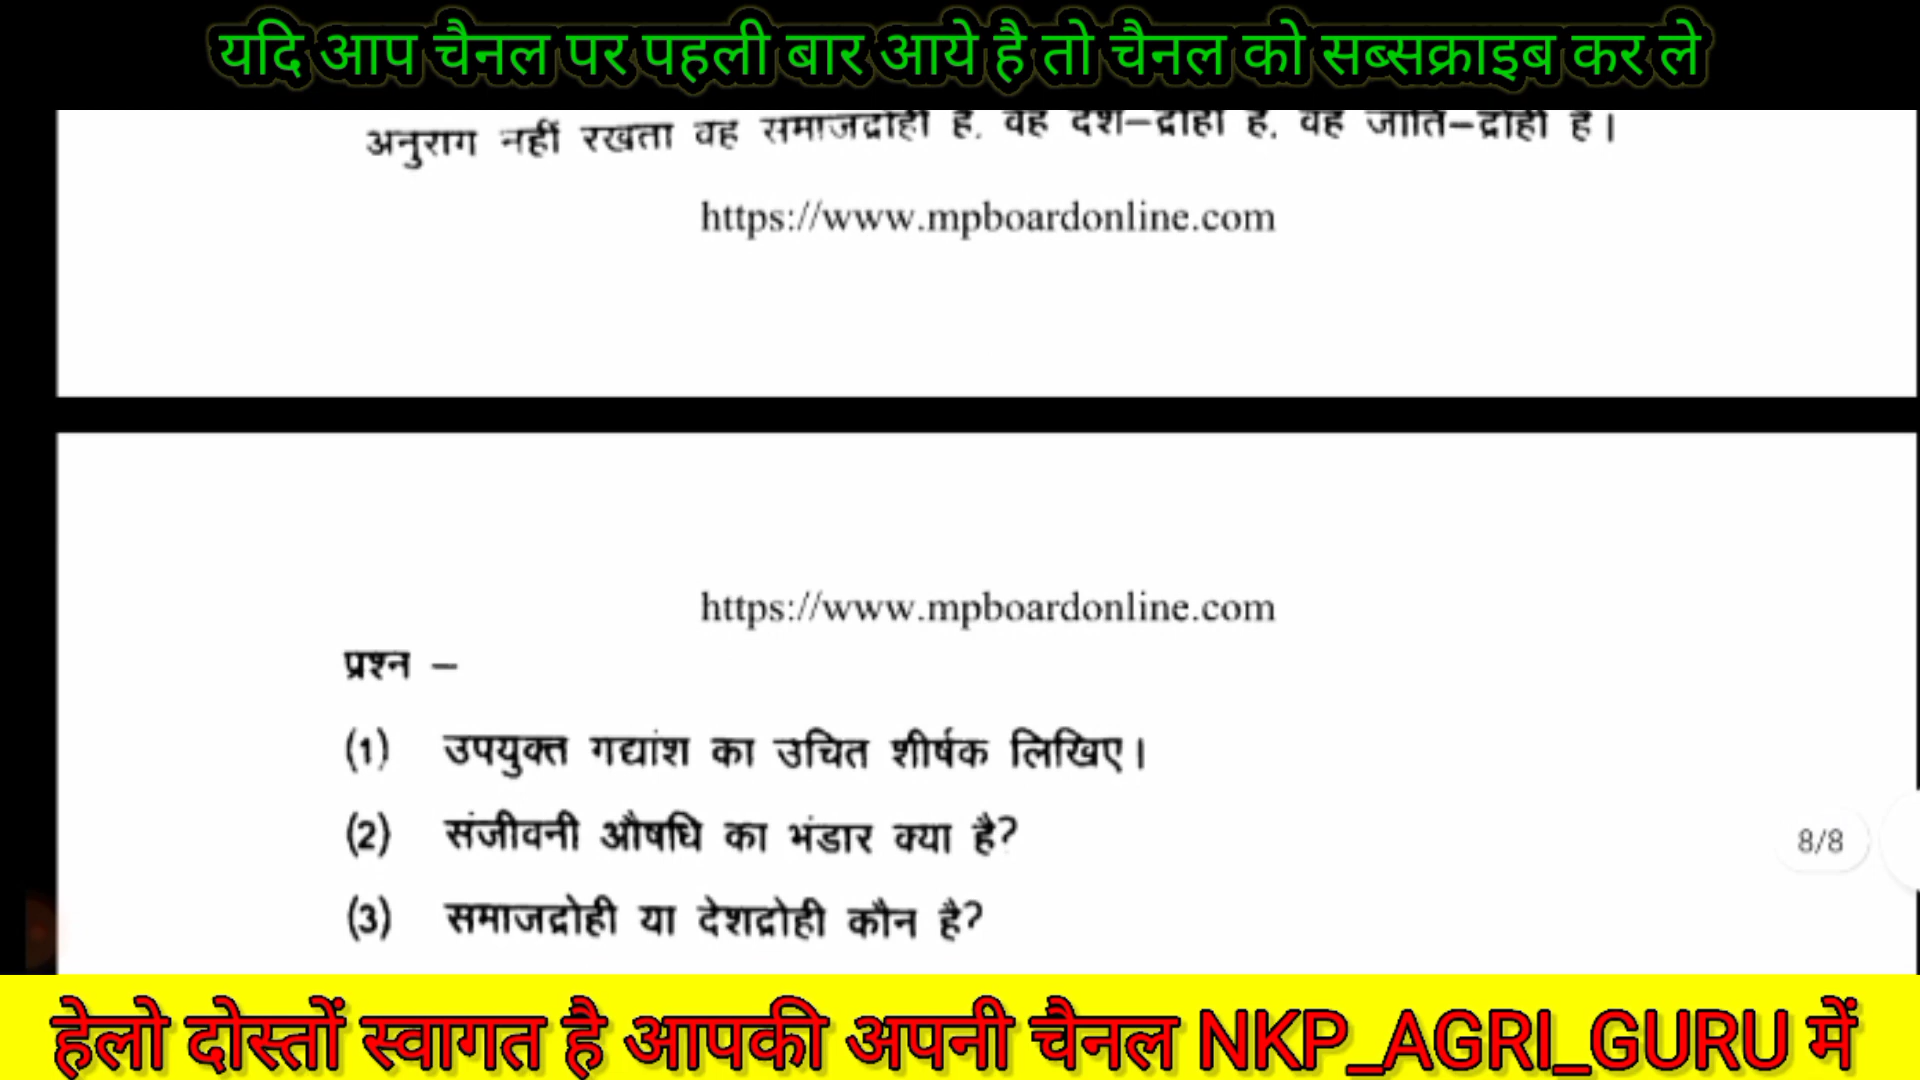 यदि आप चैनल पर पहली बार आये है तो चैनल को सब्सक्राइब कर ले
अनुराग नहीं रखता वह समाजद्रोही है, वह देश–द्रोही है, वह जाति–द्रोही है।
https://www.mpboardonline.com
https://www.mpboardonline.com
प्रश्न –
(1) उपयुक्त गद्यांश का उचित शीर्षक लिखिए।
(2) संजीवनी औषधि का भंडार क्या है?
8/8
(3) समाजद्रोही या देशद्रोही कौन है?
हेलो दोस्तों स्वागत है आपकी अपनी चैनल NKP_AGRI_GURU में